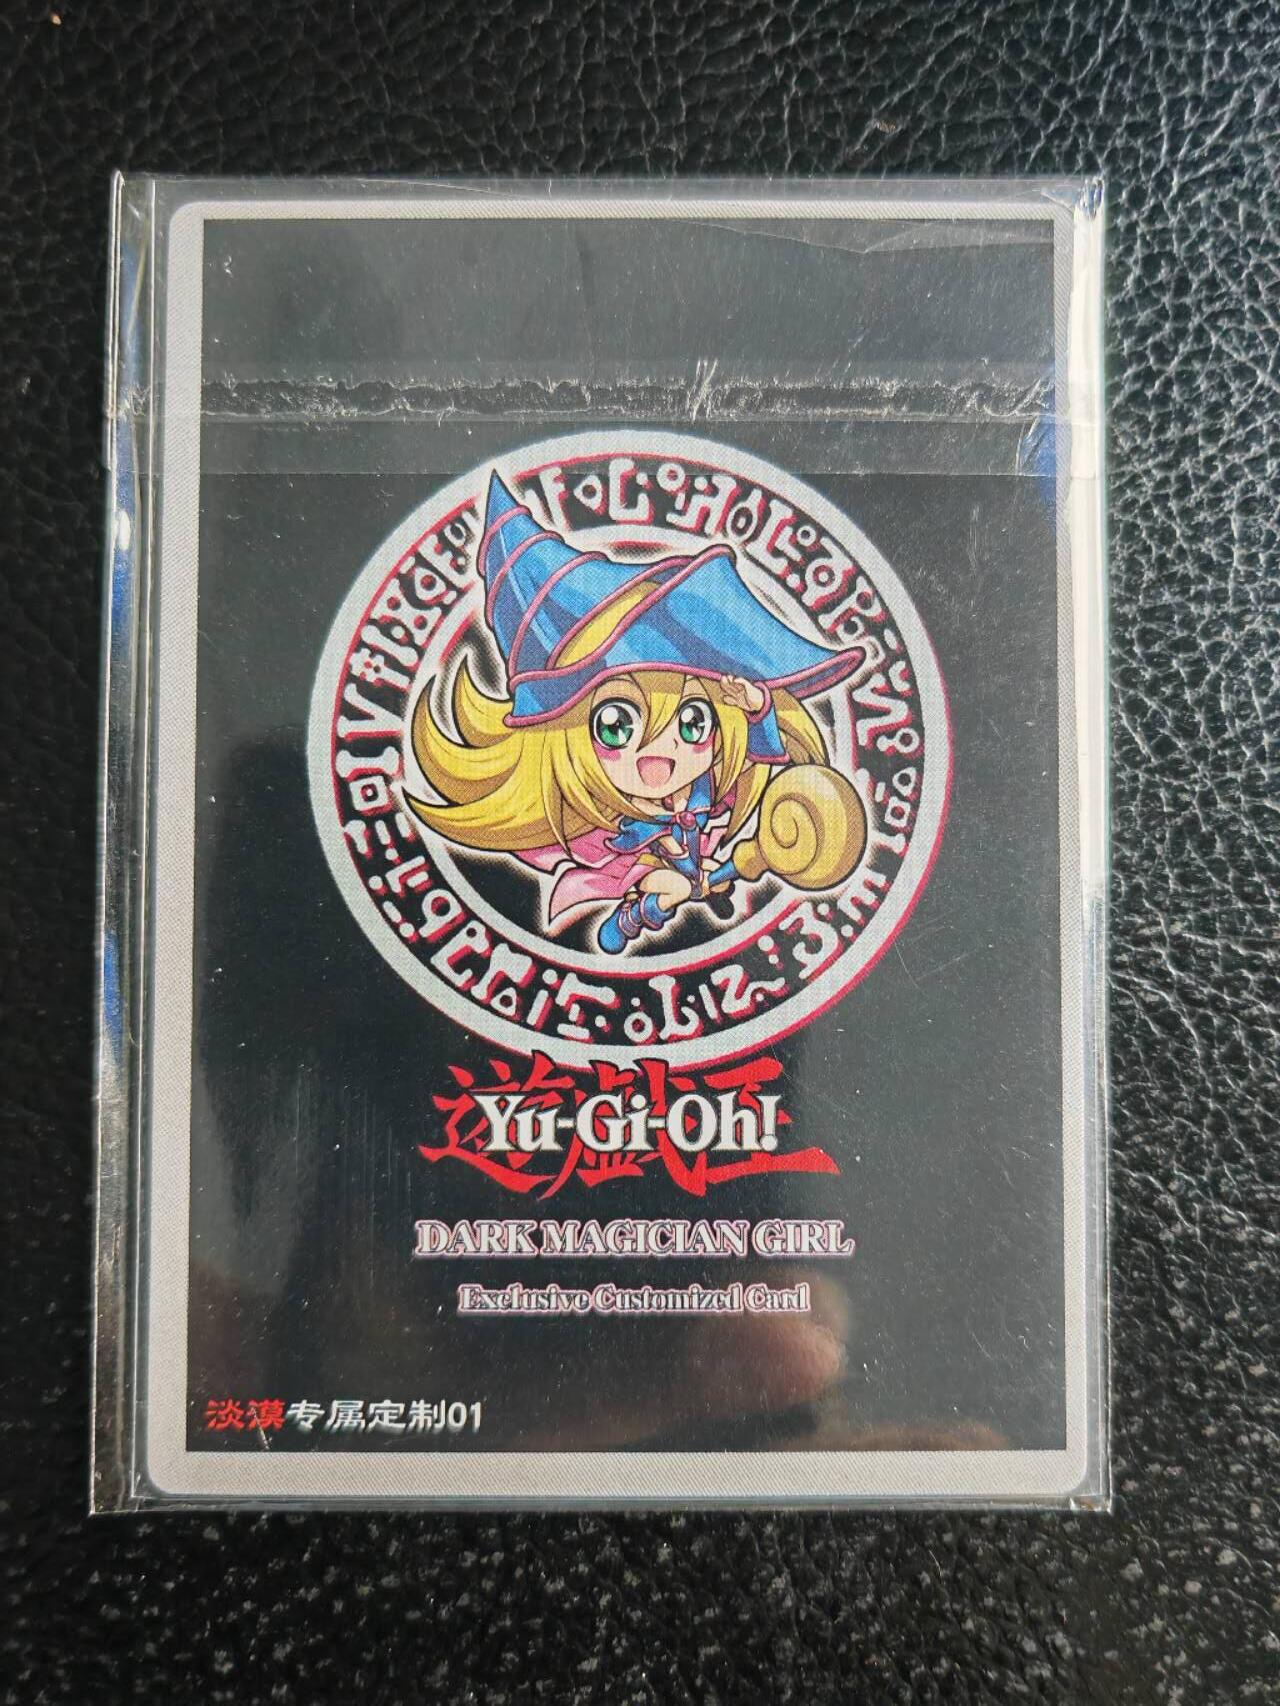 遊戯王
Yu-Gi-Oh!
DARK MAGICIAN GIRL
Exclusive Customized Card
淡漠专属定制01